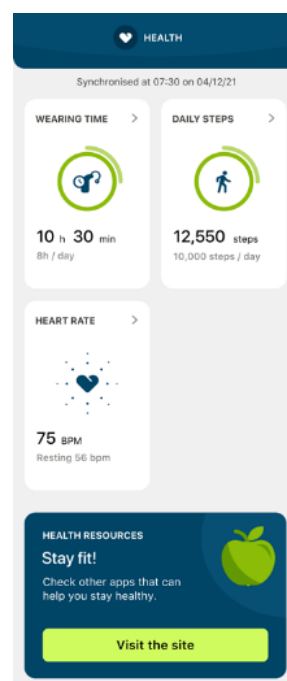 HEALTH
Synchronised at 07:30 on 04/12/21
WEARING TIME
DAILY STEPS
10 h 30 min
8h / day
12,550 steps
10,000 steps / day
HEART RATE
75 BPM
Resting 56 bpm
HEALTH RESOURCES
Stay fit!
Check other apps that can
help you stay healthy.
Visit the site